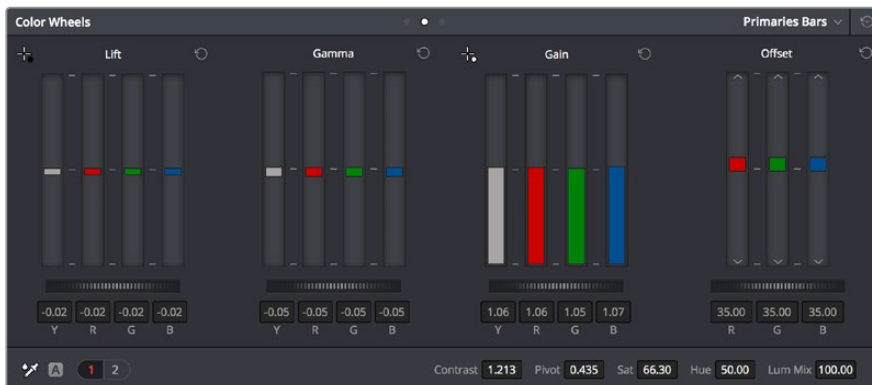 Color Wheels Primaries Bars
Lift Gamma Gain Offset
-0.02 -0.02 -0.02 -0.02 -0.05 -0.05 -0.05 -0.05 1.06 1.06 1.05 1.07 35.00 35.00 35.00
Y R G B Y R G B Y R G B R G B
A 1 2 Contrast 1.213 Pivot 0.435 Sat 66.30 Hue 50.00 Lum Mix 100.00